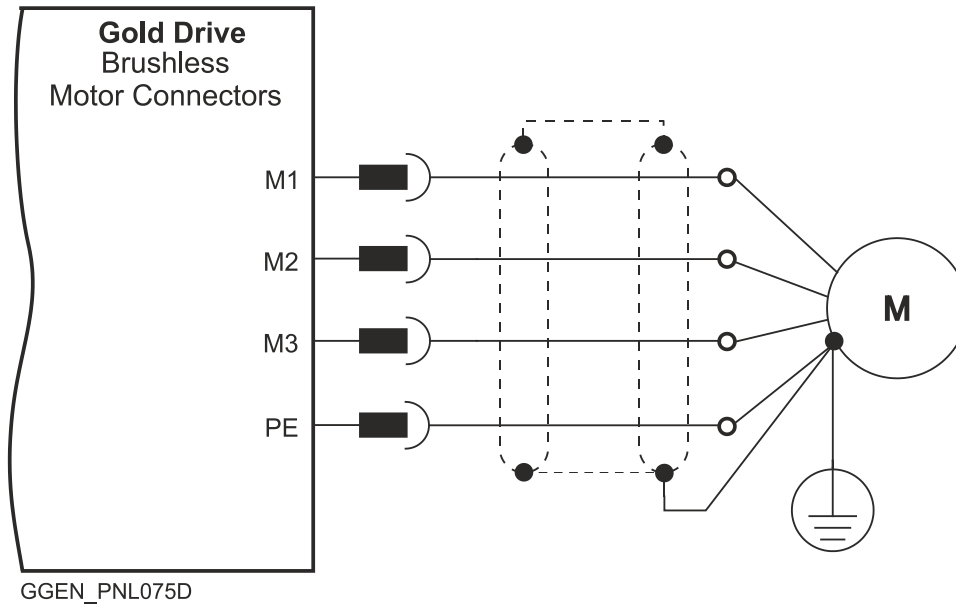 Gold Drive
Brushless
Motor Connectors
M1
M2
M3
PE
M
GGEN_PNL075D